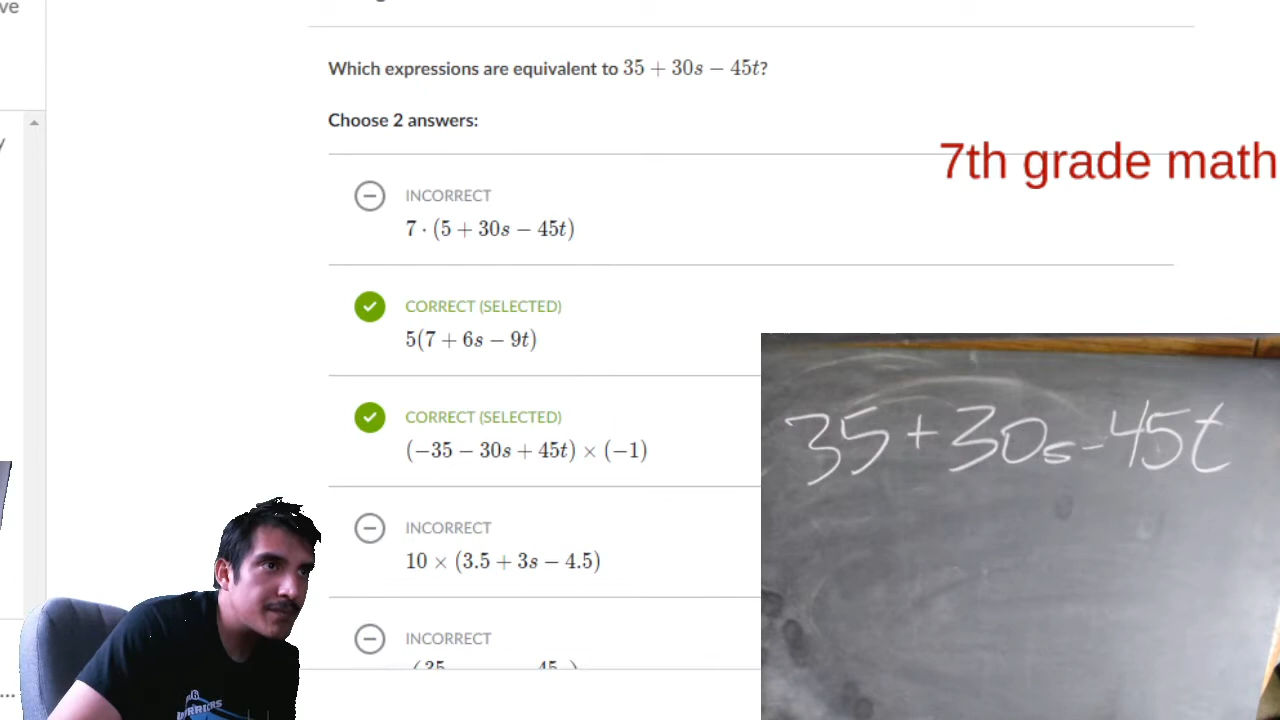 ve
Which expressions are equivalent to 35 + 30s − 45t?
Choose 2 answers:
y
7th grade math
INCORRECT
7 · (5 + 30s − 45t)
CORRECT (SELECTED)
5(7 + 6s − 9t)
CORRECT (SELECTED)
(−35 − 30s + 45t) × (−1)
35+30s-45t
INCORRECT
10 × (3.5 + 3s − 4.5)
INCORRECT
...
WARRIORS